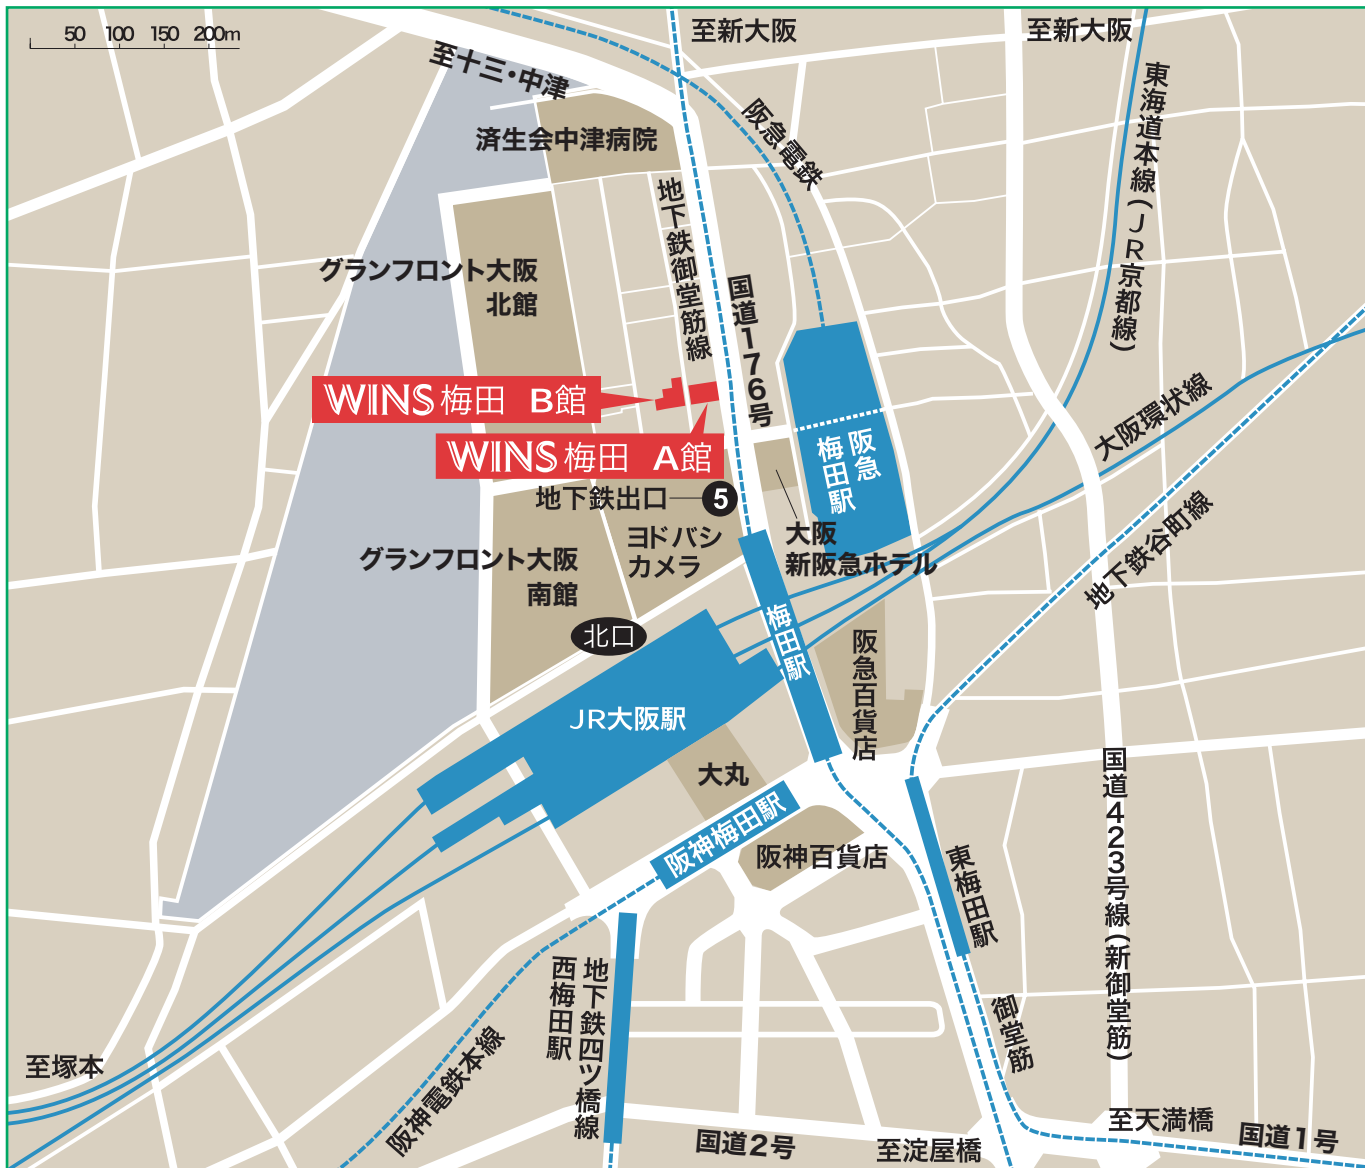 50 100 150 200m
至新大阪
至新大阪
至十三・中津
済生会中津病院
阪急電鉄
東海道本線(JR京都線)
地下鉄御堂筋線
国道176号
グランフロント大阪
北館
WINS 梅田 B館
WINS 梅田 A館
地下鉄出口
5
阪急
梅田駅
大阪環状線
地下鉄谷町線
ヨドバシ
カメラ
大阪
新阪急ホテル
グランフロント大阪
南館
北口
梅田駅
阪急百貨店
JR大阪駅
大丸
阪神梅田駅
阪神百貨店
東梅田駅
国道423号線(新御堂筋)
地下鉄四ツ橋線
西梅田駅
御堂筋
阪神電鉄本線
至塚本
国道2号
至淀屋橋
至天満橋
国道1号